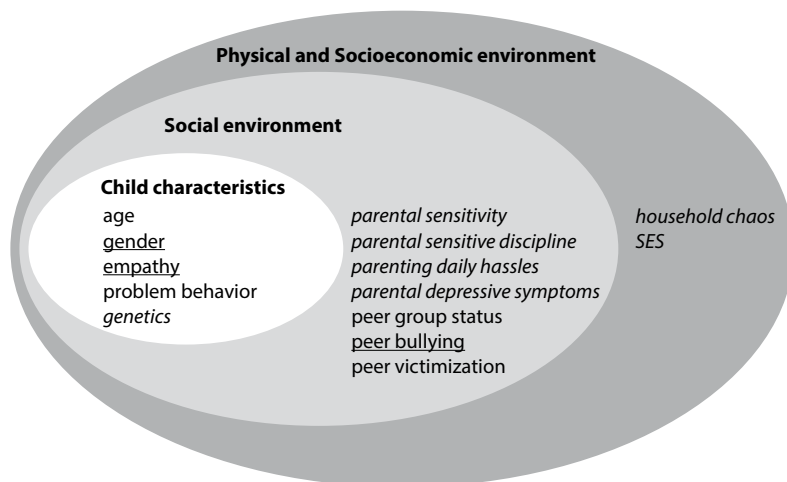 Physical and Socioeconomic environment
Social environment
Child characteristics
age
gender
empathy
problem behavior
genetics
parental sensitivity
parental sensitive discipline
parenting daily hassles
parental depressive symptoms
peer group status
peer bullying
peer victimization
household chaos
SES